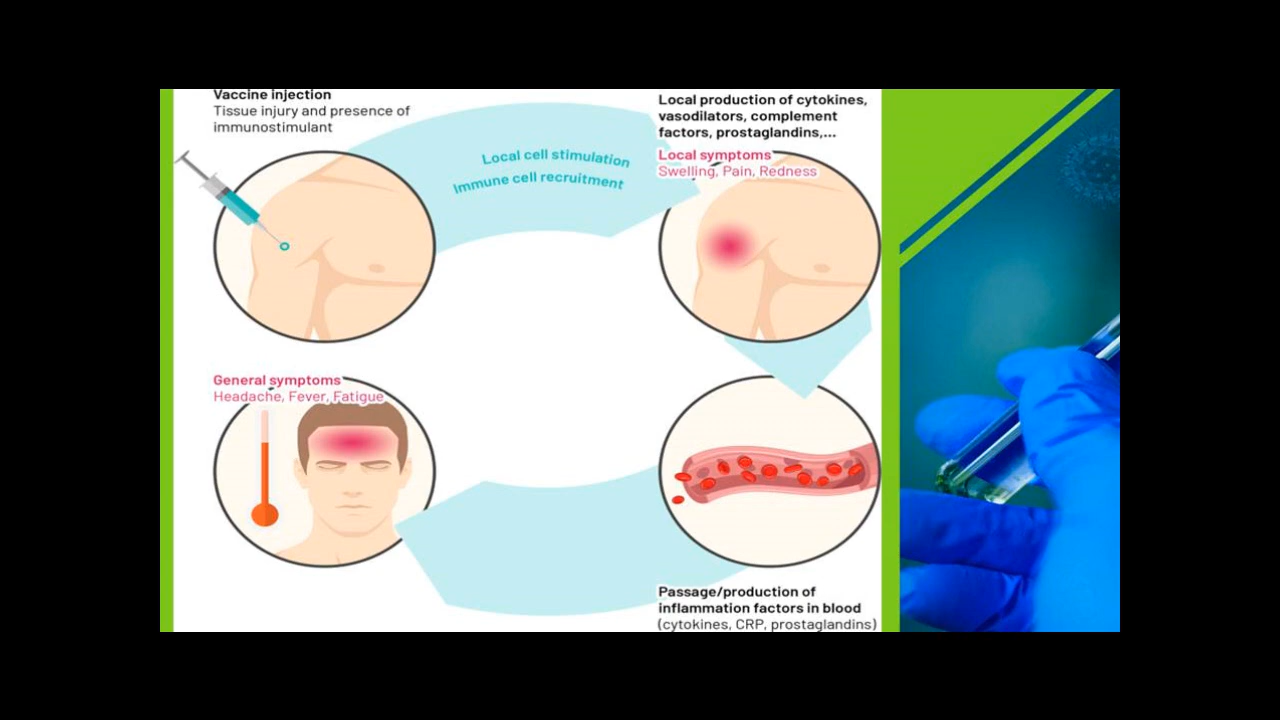 Vaccine injection
Tissue injury and presence of
immunostimulant
Local cell stimulation
Immune cell recruitment
Local production of cytokines,
vasodilators, complement
factors, prostaglandins,...
Local symptoms
Swelling, Pain, Redness
General symptoms
Headache, Fever, Fatigue
Passage/production of
inflammation factors in blood
(cytokines, CRP, prostaglandins)